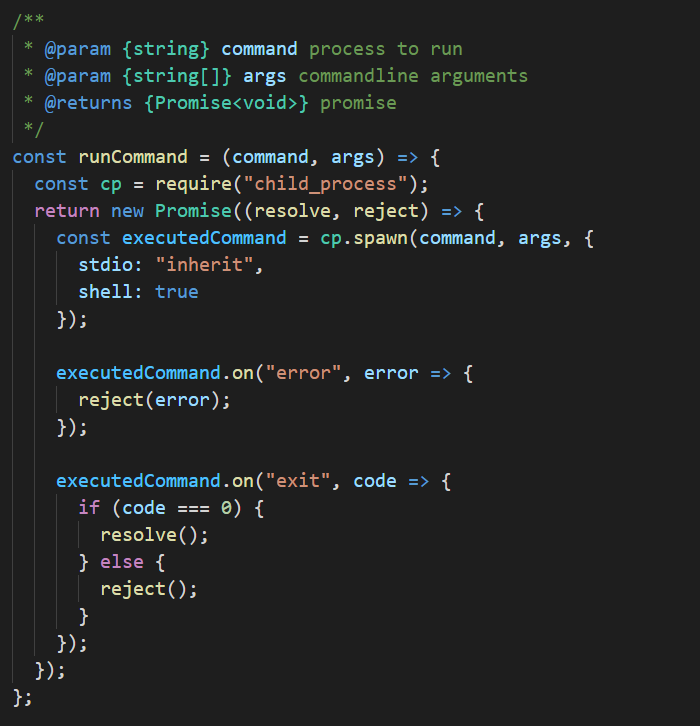 /**
 * @param {string} command process to run
 * @param {string[]} args commandline arguments
 * @returns {Promise<void>} promise
 */
const runCommand = (command, args) => {
  const cp = require("child_process");
  return new Promise((resolve, reject) => {
    const executedCommand = cp.spawn(command, args, {
      stdio: "inherit",
      shell: true
    });

    executedCommand.on("error", error => {
      reject(error);
    });

    executedCommand.on("exit", code => {
      if (code === 0) {
        resolve();
      } else {
        reject();
      }
    });
  });
};